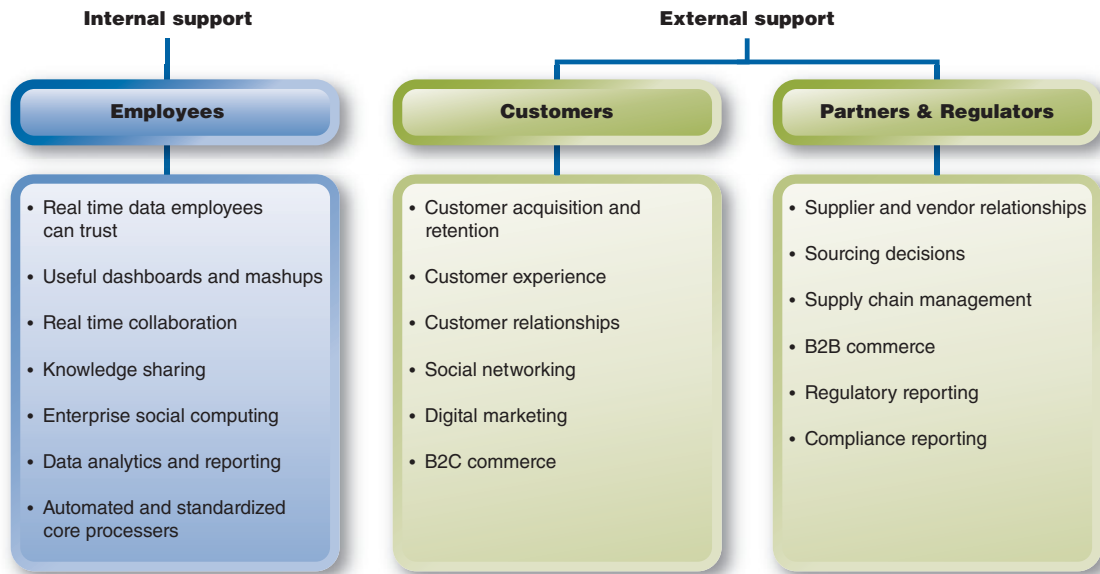 Internal support
External support
Employees
Customers
Partners & Regulators
• Real time data employees
can trust
• Useful dashboards and mashups
• Real time collaboration
• Knowledge sharing
• Enterprise social computing
• Data analytics and reporting
• Automated and standardized
core processers
• Customer acquisition and
retention
• Customer experience
• Customer relationships
• Social networking
• Digital marketing
• B2C commerce
• Supplier and vendor relationships
• Sourcing decisions
• Supply chain management
• B2B commerce
• Regulatory reporting
• Compliance reporting